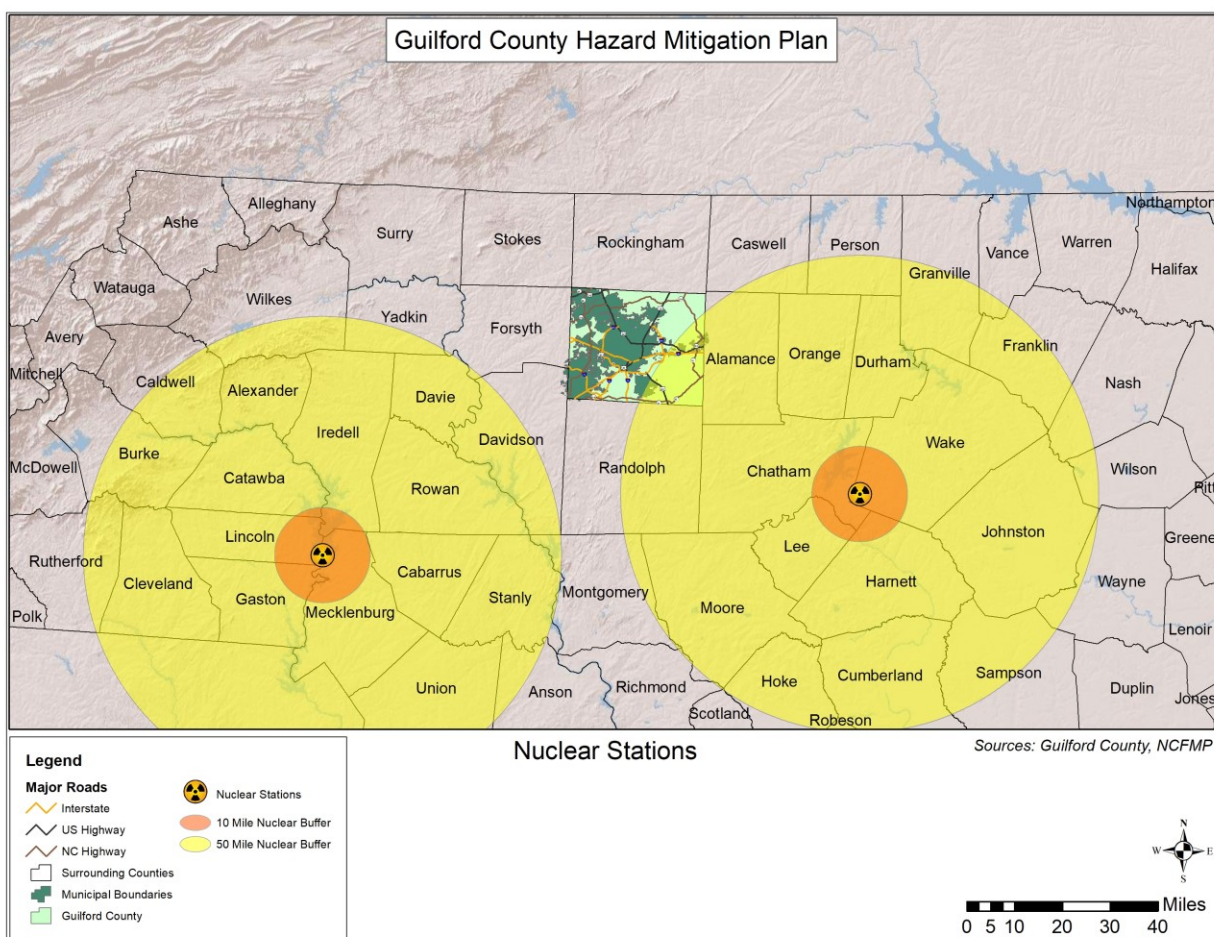 Guilford County Hazard Mitigation Plan
Northampton
Alleghany
Ashe
Surry
Stokes
Rockingham
Caswell
Person
Warren
Vance
Granville
Halifax
Watauga
Wilkes
Yadkin
Forsyth
Avery
Mitchell
Caldwell
Alexander
Davie
Alamance
Orange
Durham
Franklin
Nash
Iredell
Davidson
Burke
Wake
McDowell
Catawba
Rowan
Randolph
Chatham
Wilson
Pitt
Lincoln
Johnston
Greene
Rutherford
Cleveland
Cabarrus
Lee
Harnett
Wayne
Gaston
Mecklenburg
Stanly
Montgomery
Moore
Polk
Lenoir
Union
Anson
Richmond
Scotland
Hoke
Cumberland
Robeson
Sampson
Duplin
Jones
Nuclear Stations
Sources: Guilford County, NCFMP
Legend
Major Roads
Interstate
US Highway
NC Highway
Surrounding Counties
Municipal Boundaries
Guilford County
Nuclear Stations
10 Mile Nuclear Buffer
50 Mile Nuclear Buffer
N
W E
S
Miles
0 5 10 20 30 40